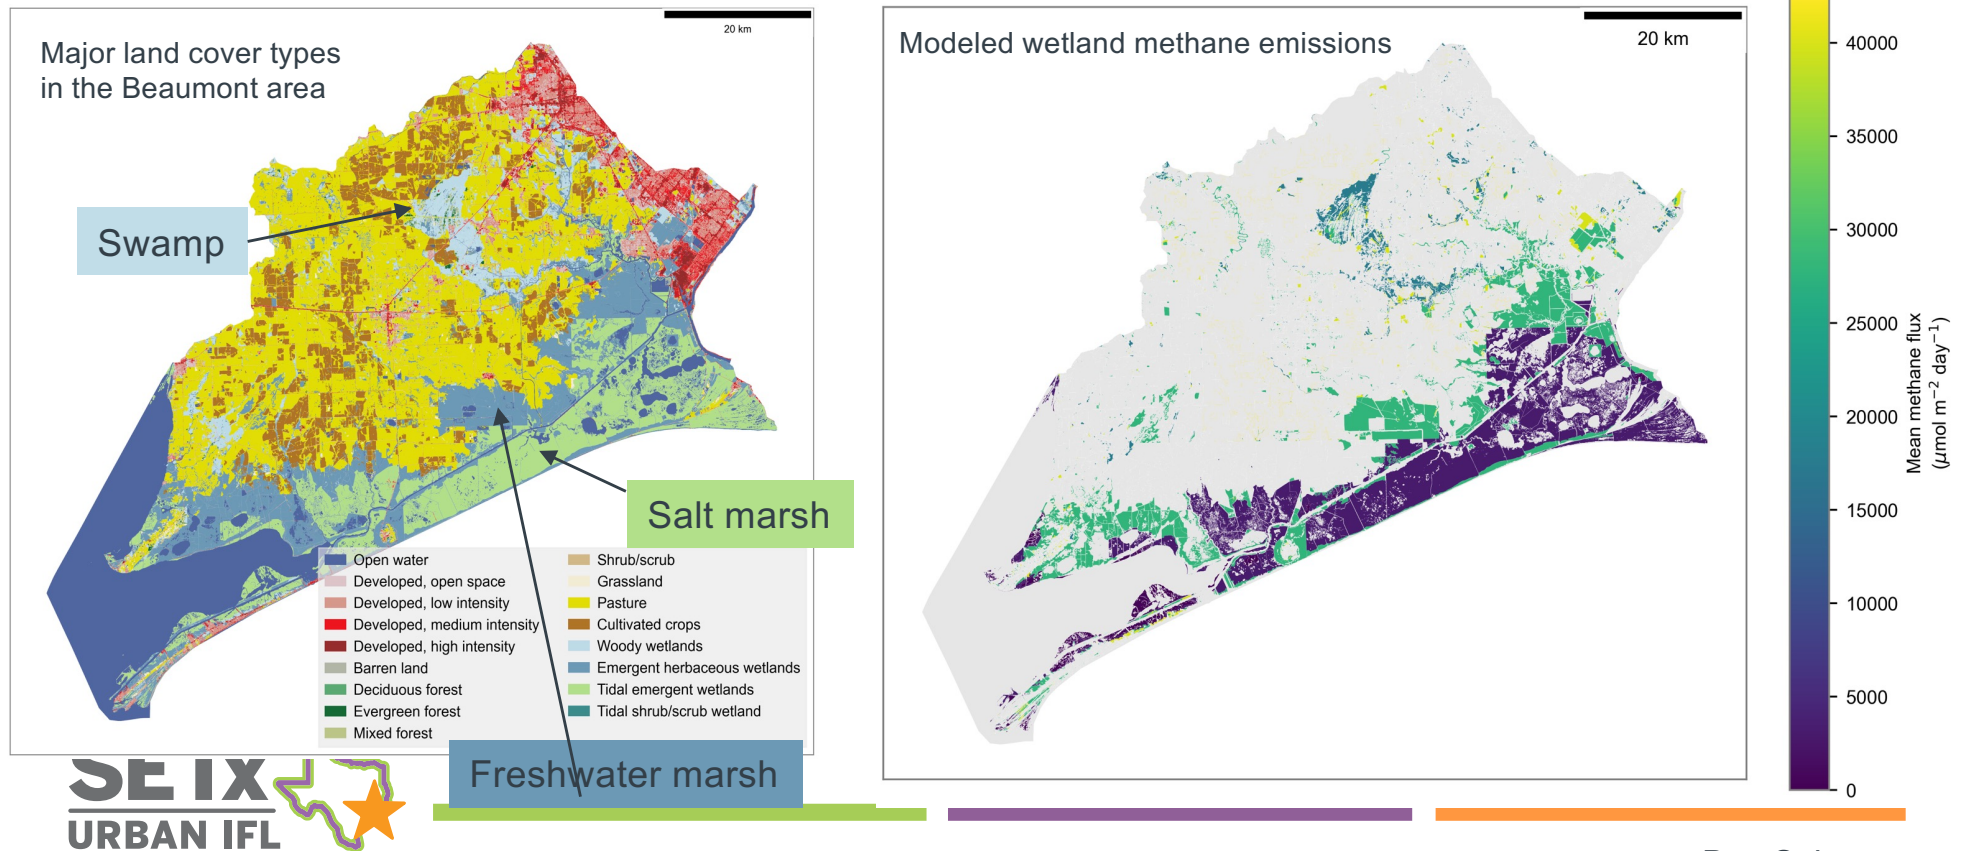 Major land cover types
in the Beaumont area
20 km
Swamp
Salt marsh
Freshwater marsh
Open water
Developed, open space
Developed, low intensity
Developed, medium intensity
Developed, high intensity
Barren land
Deciduous forest
Evergreen forest
Mixed forest
Shrub/scrub
Grassland
Pasture
Cultivated crops
Woody wetlands
Emergent herbaceous wetlands
Tidal emergent wetlands
Tidal shrub/scrub wetland
Modeled wetland methane emissions
20 km
40000
35000
30000
25000
20000
15000
10000
5000
0
Mean methane flux
(μmol m⁻² day⁻¹)
SETX
URBAN IFL